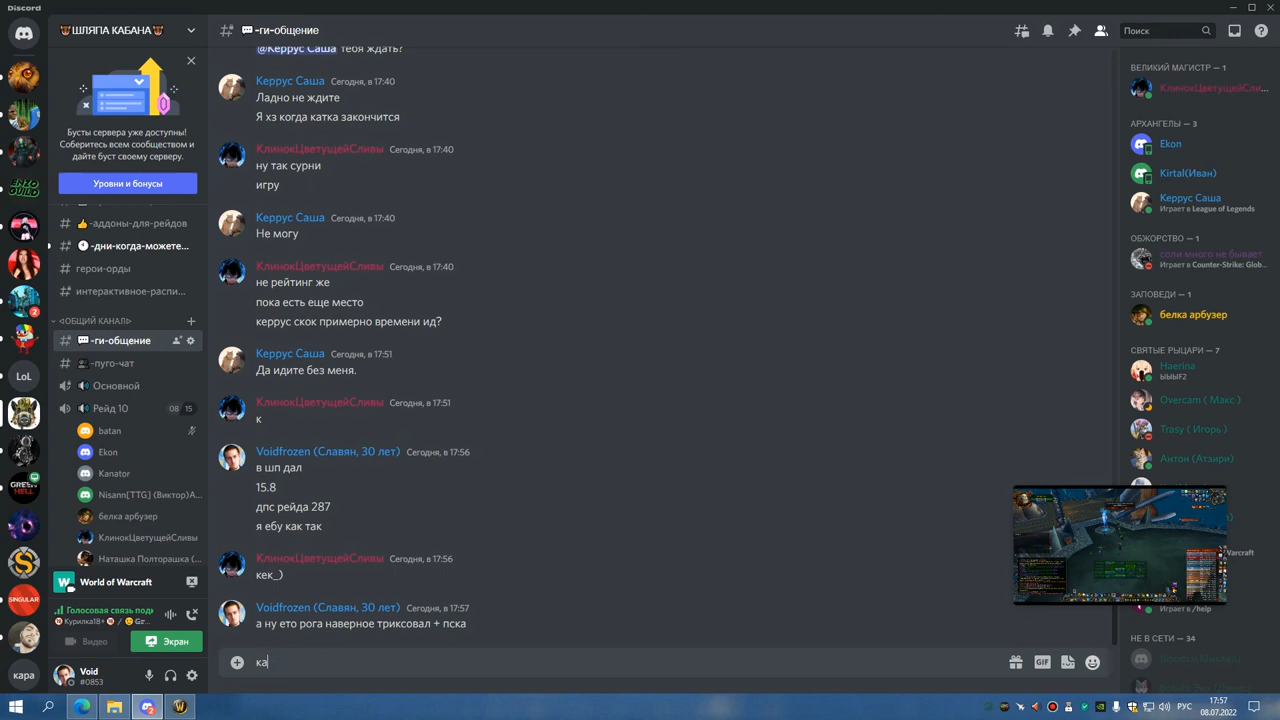 Discord
ШЛЯПА КАБАНА
-ги-общение
Поиск
Бусты сервера уже доступны!
Соберитесь всем сообществом и
дайте буст своему серверу.
Уровни и бонусы
-аддоны-для-рейдов
-дни-когда-можете...
герои-орды
интерактивное-распи...
ОБЩИЙ КАНАЛ
-ги-общение
-пуго-чат
Основной
Рейд 10 08 15
batan
Ekon
Kanator
Nisann[TTG] (Виктор)А...
белка арбузер
КлинокЦветущейСливы
Наташка Полторашка (...
World of Warcraft
Голосовая связь подк
Курилка18+ /
Видео
Экран
Void
#0853
LoL
GREEN HELL
SINGULAR
кара
@Керрус Саша тебя ждать?
Керрус Саша Сегодня, в 17:40
Ладно не ждите
Я хз когда катка закончится
КлинокЦветущейСливы Сегодня, в 17:40
ну так сурни
игру
Керрус Саша Сегодня, в 17:40
Не могу
КлинокЦветущейСливы Сегодня, в 17:40
не рейтинг же
пока есть еще место
керрус скок примерно времени ид?
Керрус Саша Сегодня, в 17:51
Да идите без меня.
КлинокЦветущейСливы Сегодня, в 17:51
к
Voidfrozen (Славян, 30 лет) Сегодня, в 17:56
в шп дал
15.8
дпс рейда 287
я ебу как так
КлинокЦветущейСливы Сегодня, в 17:56
кек_)
Voidfrozen (Славян, 30 лет) Сегодня, в 17:57
а ну ето рога наверное триксовал + пска
ка
GIF
ВЕЛИКИЙ МАГИСТР — 1
КлинокЦветущейСли...
АРХАНГЕЛЫ — 3
Ekon
Kirtal(Иван)
Керрус Саша
Играет в League of Legends
ОБЖОРСТВО — 1
соли много не бывает
Играет в Counter-Strike: Glob...
ЗАПОВЕДИ — 1
белка арбузер
СВЯТЫЕ РЫЦАРИ — 7
Haerina
ЫЫЫF2
Overcam ( Макс )
Trasy ( Игорь )
Антон (Атзири)
Warcraft
Играет в /help
НЕ В СЕТИ — 34
РУС
17:57
08.07.2022